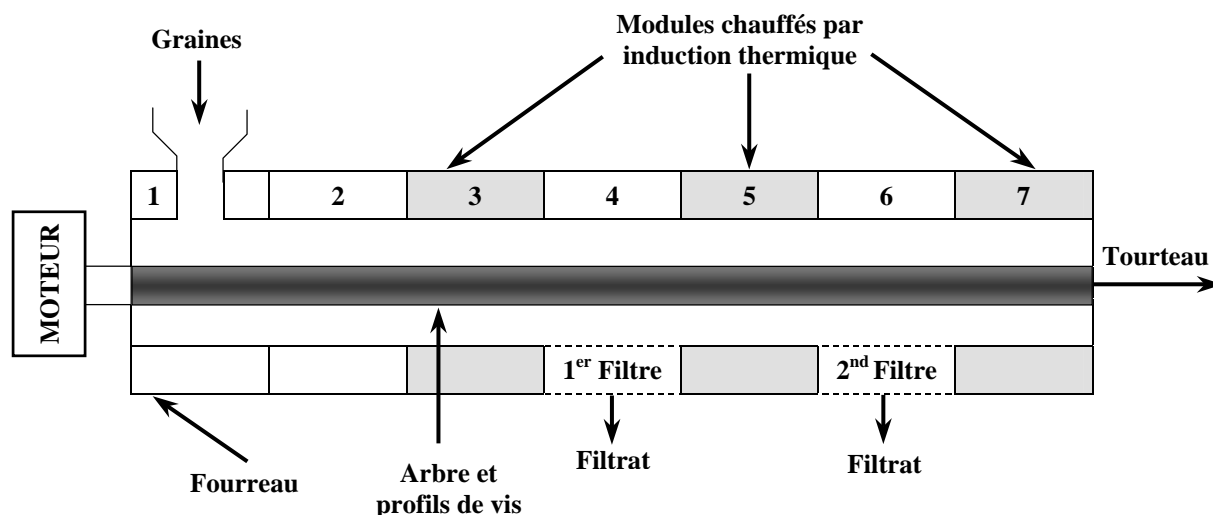 Graines
Modules chauffés par
induction thermique
1
2
3
4
5
6
7
MOTEUR
Tourteau
1er Filtre
2nd Filtre
Fourreau
Arbre et
profils de vis
Filtrat
Filtrat